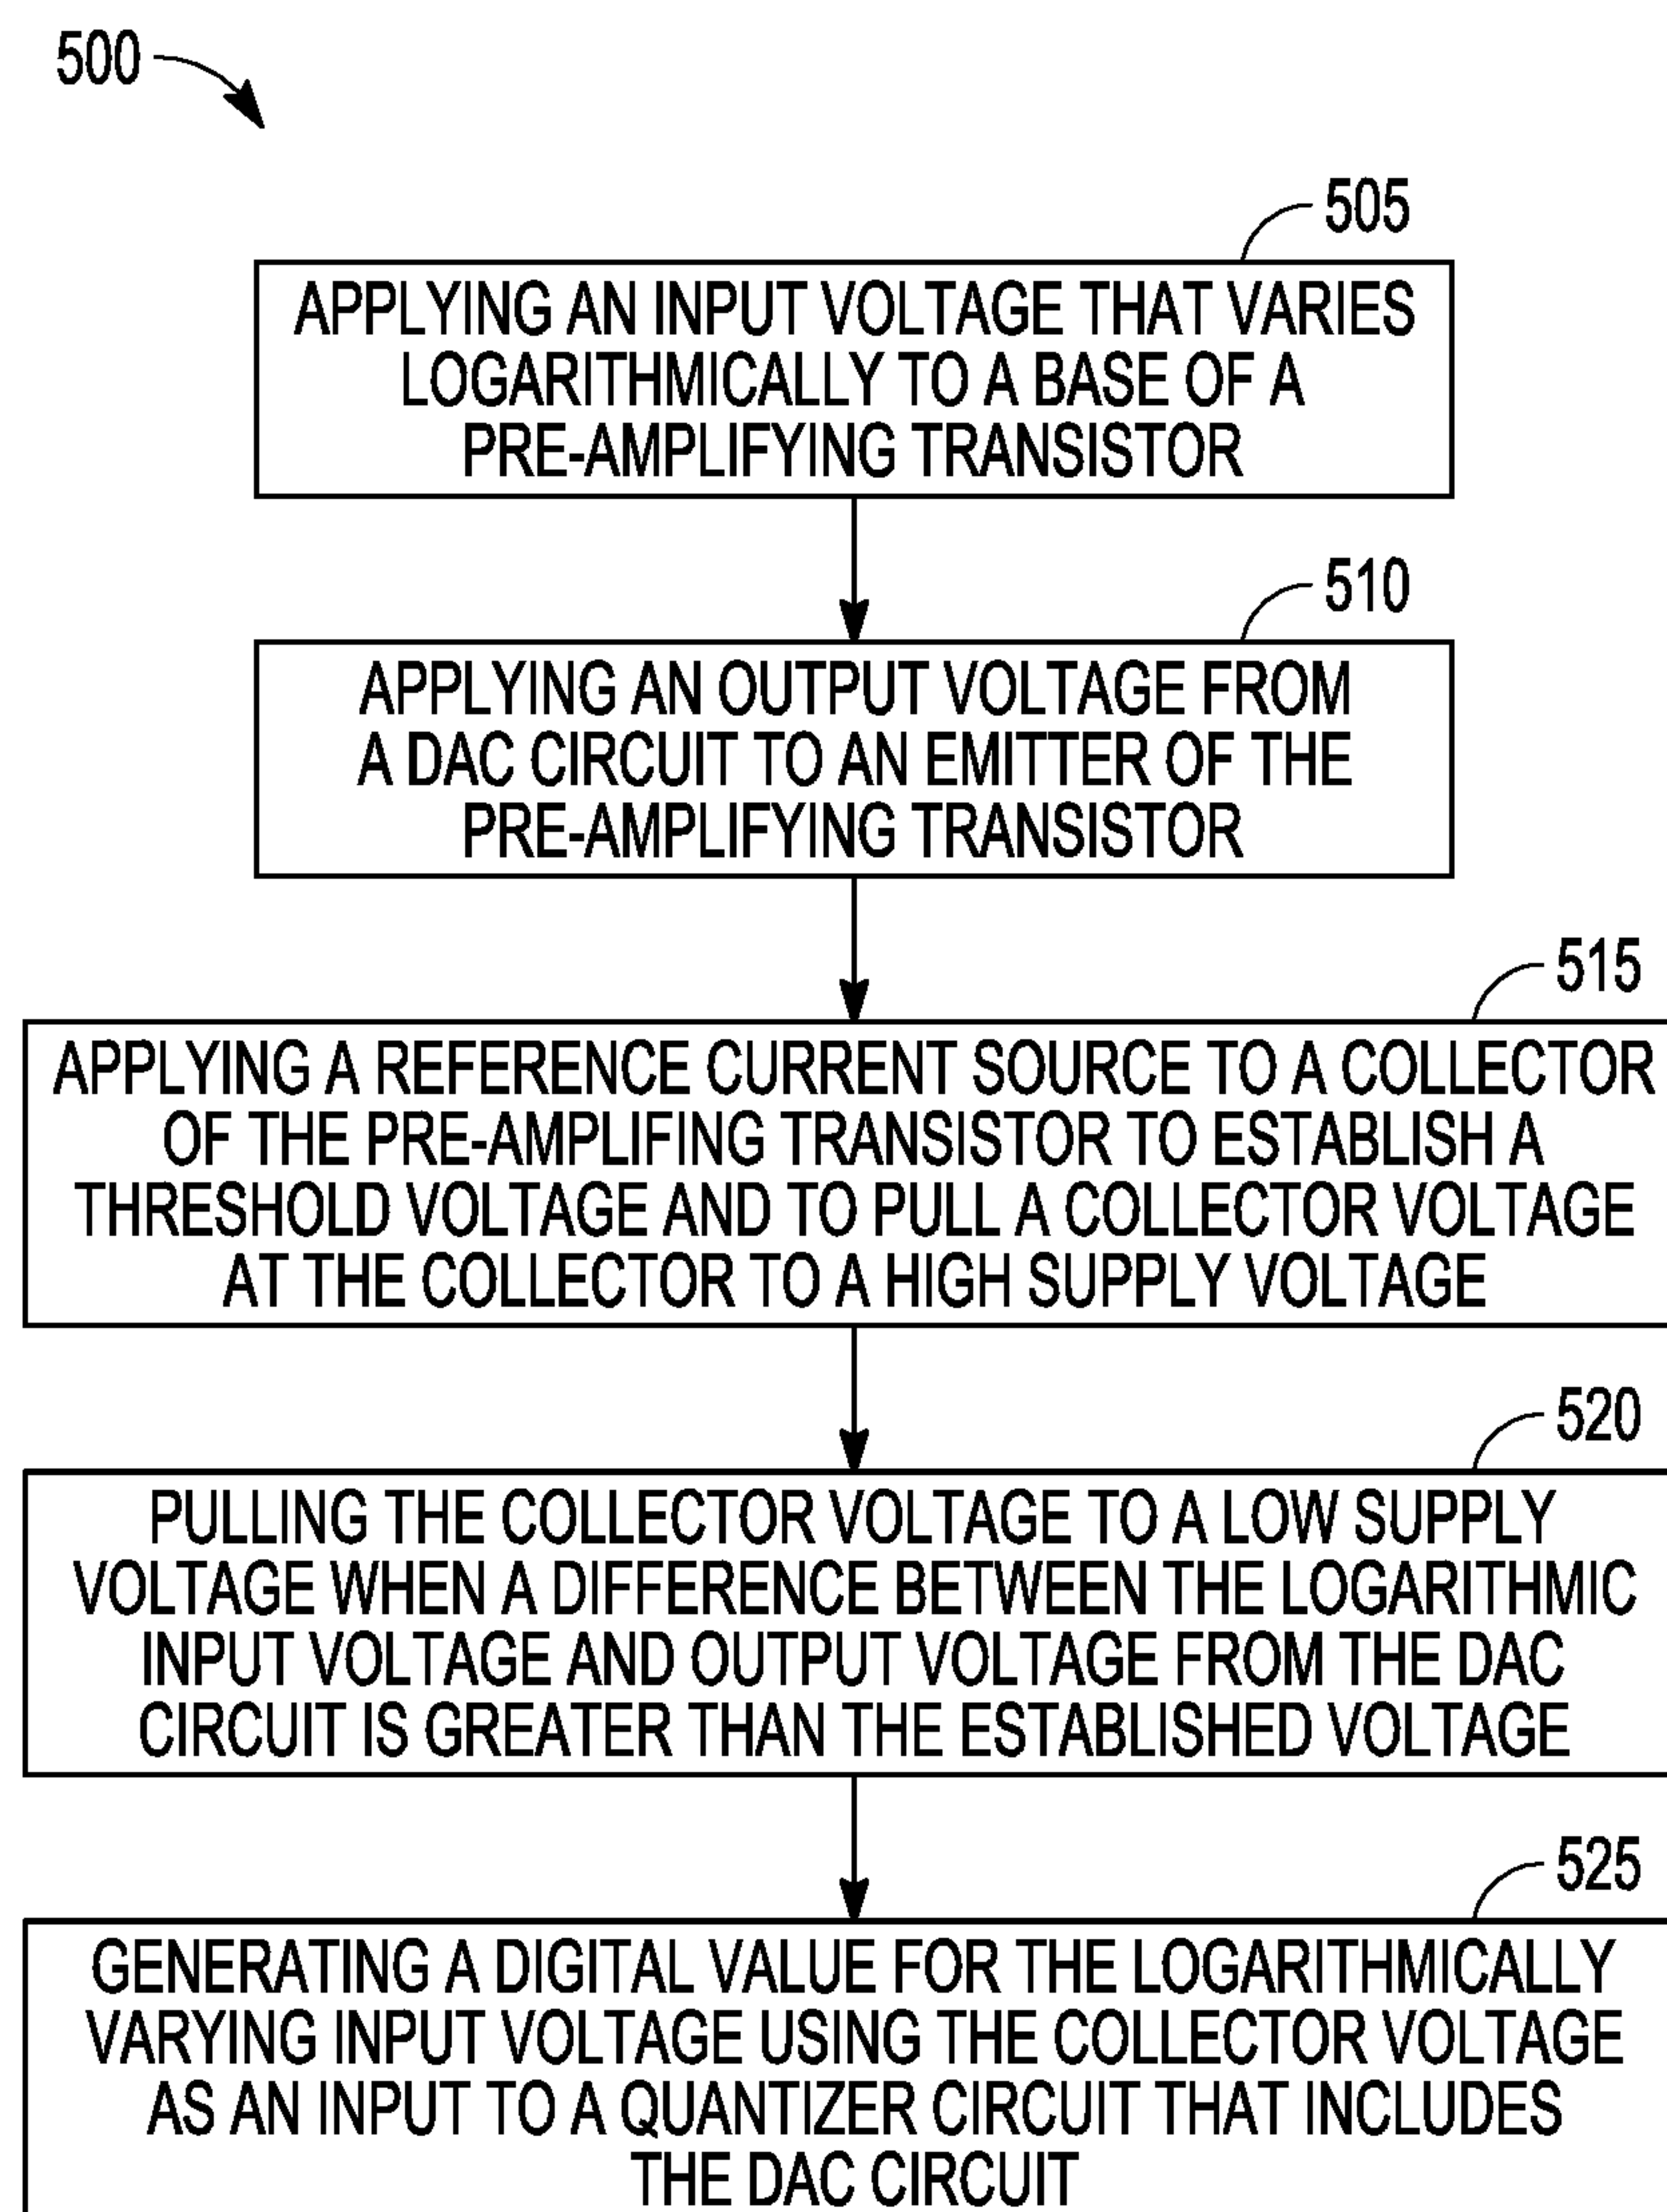 500
505
APPLYING AN INPUT VOLTAGE THAT VARIES
LOGARITHMICALLY TO A BASE OF A
PRE-AMPLIFYING TRANSISTOR
510
APPLYING AN OUTPUT VOLTAGE FROM
A DAC CIRCUIT TO AN EMITTER OF THE
PRE-AMPLIFYING TRANSISTOR
515
APPLYING A REFERENCE CURRENT SOURCE TO A COLLECTOR
OF THE PRE-AMPLIFING TRANSISTOR TO ESTABLISH A
THRESHOLD VOLTAGE AND TO PULL A COLLECTOR VOLTAGE
AT THE COLLECTOR TO A HIGH SUPPLY VOLTAGE
520
PULLING THE COLLECTOR VOLTAGE TO A LOW SUPPLY
VOLTAGE WHEN A DIFFERENCE BETWEEN THE LOGARITHMIC
INPUT VOLTAGE AND OUTPUT VOLTAGE FROM THE DAC
CIRCUIT IS GREATER THAN THE ESTABLISHED VOLTAGE
525
GENERATING A DIGITAL VALUE FOR THE LOGARITHMICALLY
VARYING INPUT VOLTAGE USING THE COLLECTOR VOLTAGE
AS AN INPUT TO A QUANTIZER CIRCUIT THAT INCLUDES
THE DAC CIRCUIT